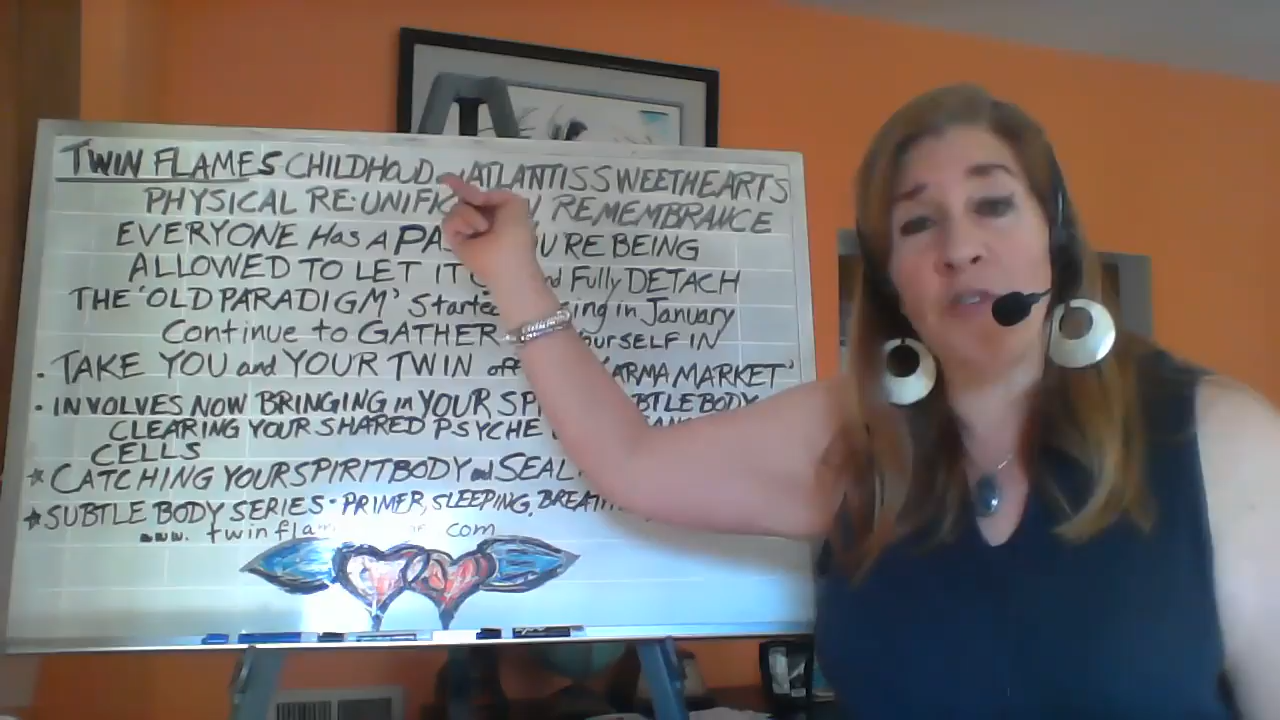 TWIN FLAMES CHILDHOOD ATLANTIS SWEETHEARTS
PHYSICAL RE-UNIFIC REMEMBRANCE
EVERYONE Has A PA BEING
ALLOWED TO LET IT and Fully DETACH
THE 'OLD PARADIGM' Started in January
Continue to GATHER YourSELF IN
• TAKE YOU and YOUR TWIN off 'KARMA MARKET'
• INVOLVES NOW BRINGING in YOUR SP SUBTLE BODY
CLEARING YOUR SHARED PSYCHE
CELLS
* CATCHING YOUR SPIRIT BODY and SEAL
* SUBTLE BODY SERIES - PRIMER, SLEEPING, BREATH
www. twinfla com